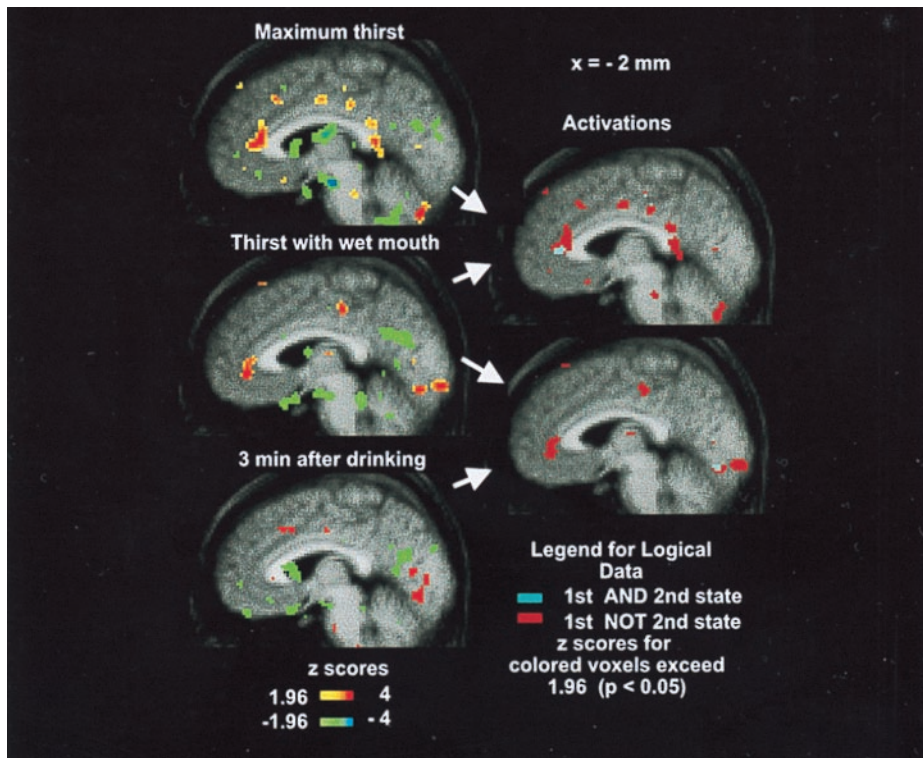 Maximum thirst
x = - 2 mm
Activations
Thirst with wet mouth
3 min after drinking
Legend for Logical
Data
1st AND 2nd state
1st NOT 2nd state
z scores for
colored voxels exceed
1.96 (p < 0.05)
z scores
1.96 4
-1.96 - 4